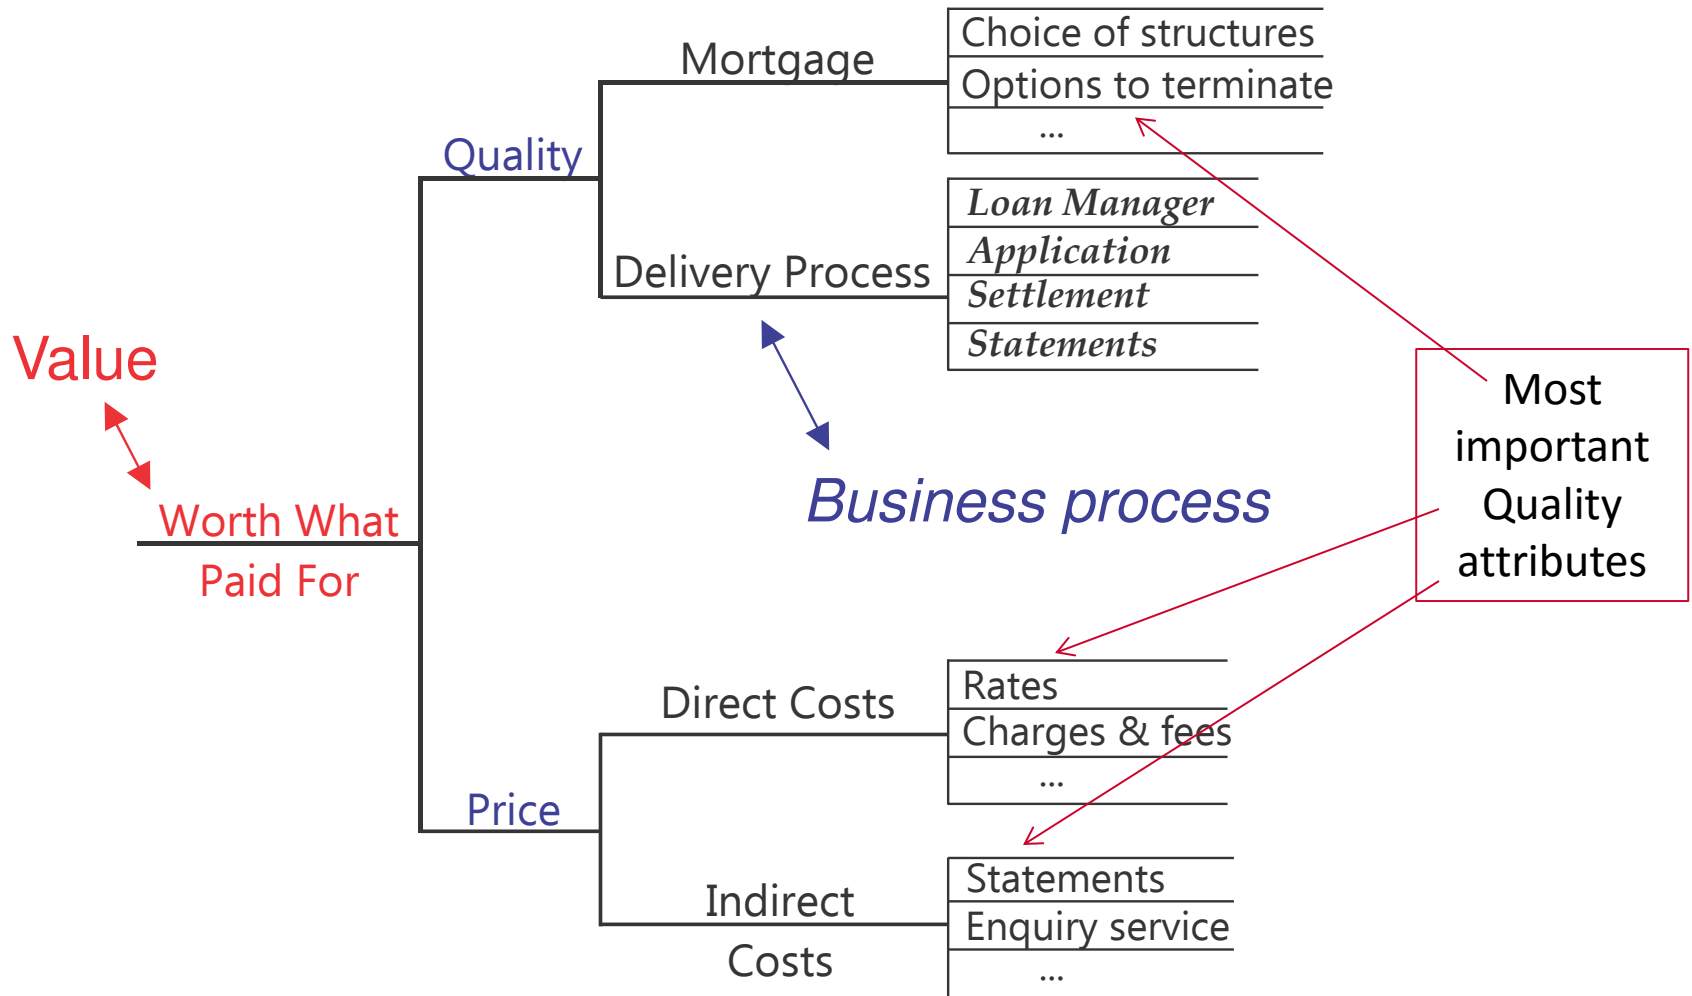 Choice of structures
Mortgage
Options to terminate
...
Quality
Loan Manager
Application
Delivery Process
Settlement
Statements
Value
Most
important
Quality
attributes
Business process
Worth What
Paid For
Rates
Direct Costs
Charges & fees
...
Price
Statements
Indirect
Costs
Enquiry service
...